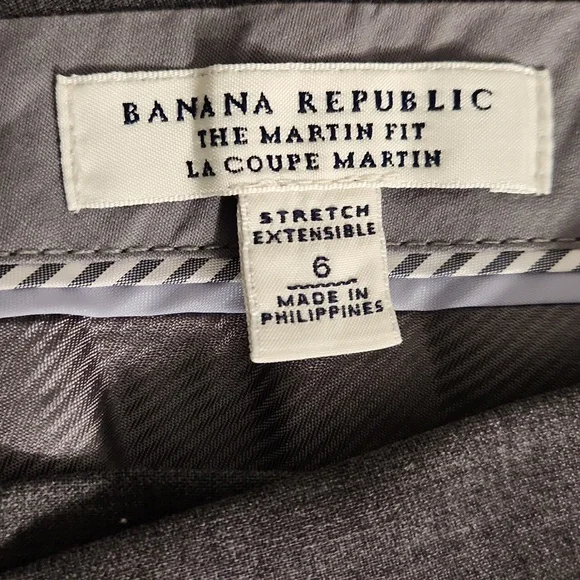 BANANA REPUBLIC
THE MARTIN FIT
LA COUPE MARTIN
STRETCH
EXTENSIBLE
6
MADE IN
PHILIPPINES